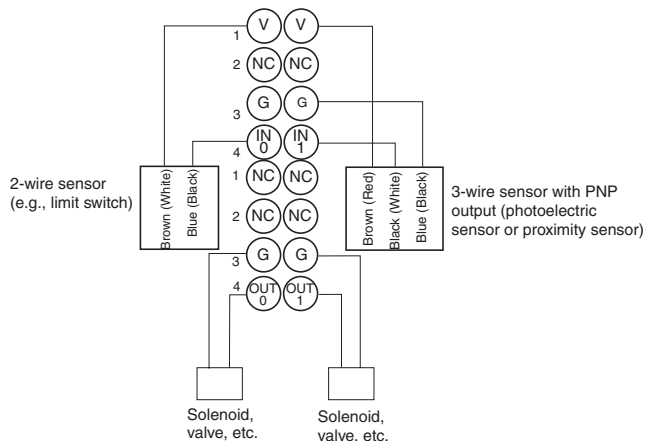 V V
1
2 NC NC
3 G G
IN 0 IN 1
4
1 NC NC
2 NC NC
3 G G
4 OUT 0 OUT 1
2-wire sensor
(e.g., limit switch)
Brown (White)
Blue (Black)
Brown (Red)
Black (White)
Blue (Black)
3-wire sensor with PNP
output (photoelectric
sensor or proximity sensor)
Solenoid,
valve, etc.
Solenoid,
valve, etc.